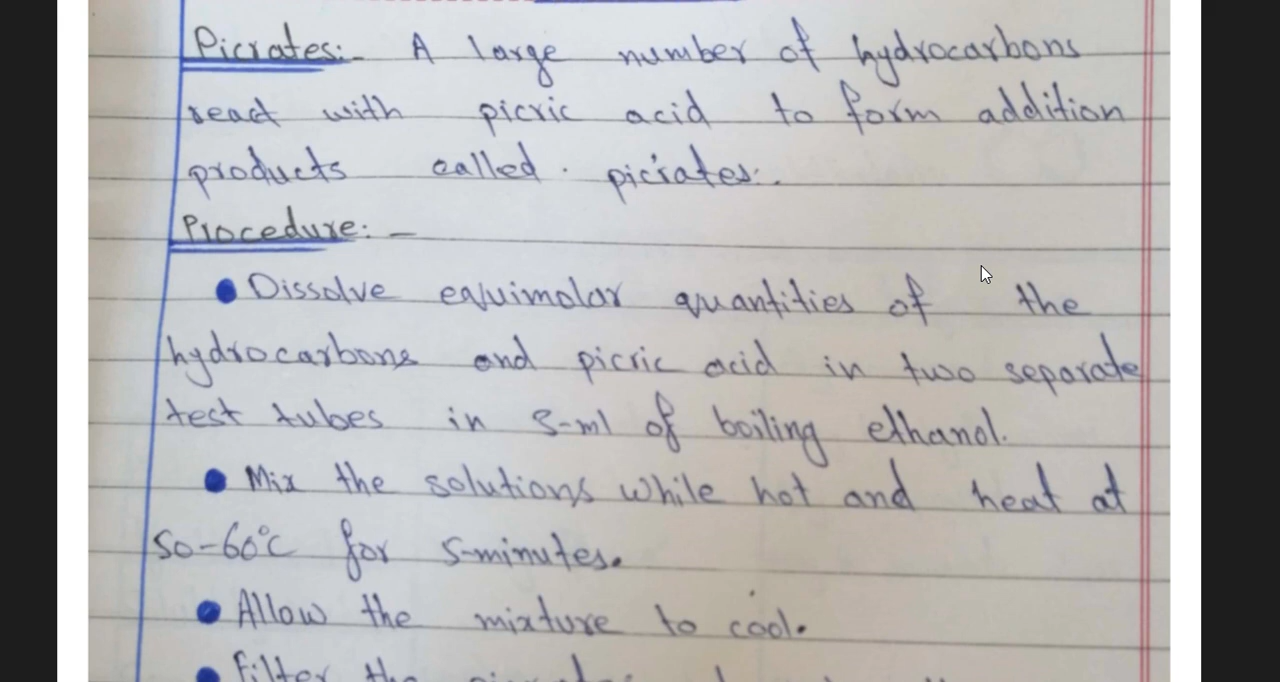 Picrates:- A large number of hydrocarbons
react with picric acid to form addition
products called picrates.
Procedure: -
• Dissolve equimolar quantities of the
hydrocarbons and picric acid in two separate
test tubes in 5-ml of boiling ethanol.
• Mix the solutions while hot and heat at
50-60°C for 5-minutes.
• Allow the mixture to cool.
• Filter the